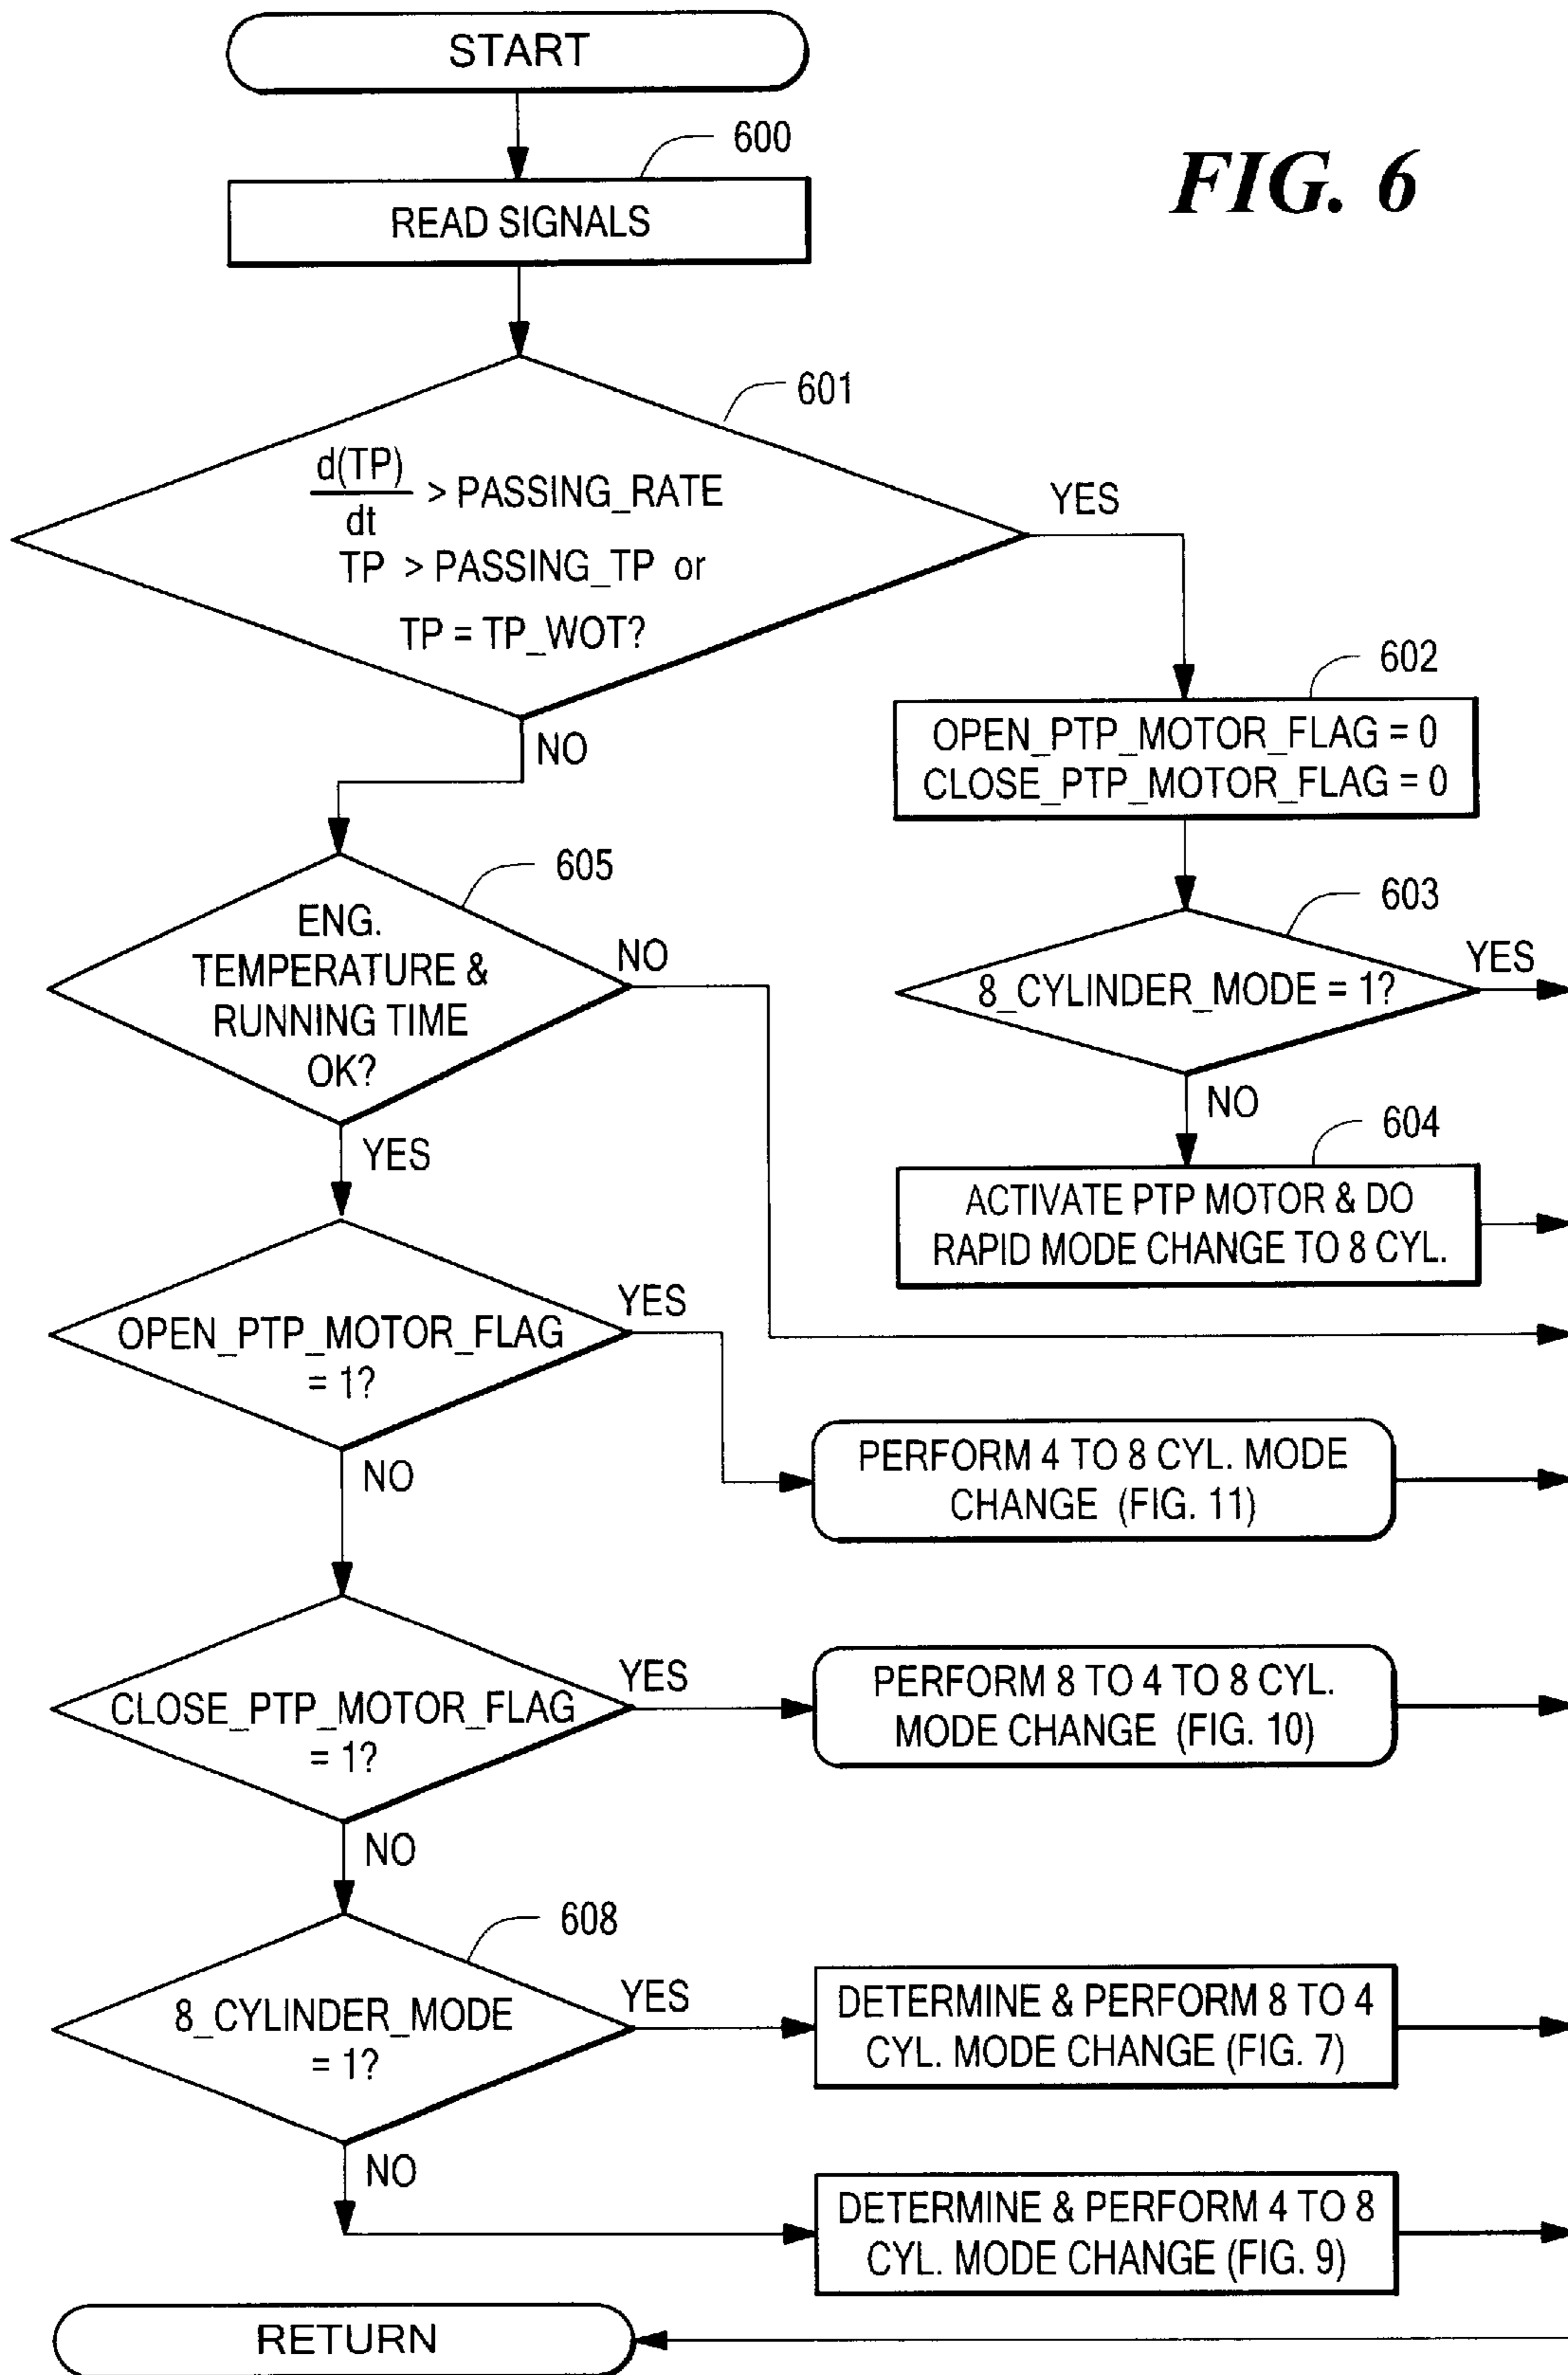 START
FIG. 6
600
READ SIGNALS
601
d(TP)
dt
> PASSING_RATE
TP > PASSING_TP or
TP = TP_WOT?
YES
NO
602
OPEN_PTP_MOTOR_FLAG = 0
CLOSE_PTP_MOTOR_FLAG = 0
603
8_CYLINDER_MODE = 1?
YES
NO
604
ACTIVATE PTP MOTOR & DO
RAPID MODE CHANGE TO 8 CYL.
605
ENG.
TEMPERATURE &
RUNNING TIME
OK?
NO
YES
OPEN_PTP_MOTOR_FLAG
= 1?
YES
NO
PERFORM 4 TO 8 CYL. MODE
CHANGE (FIG. 11)
CLOSE_PTP_MOTOR_FLAG
= 1?
YES
NO
PERFORM 8 TO 4 TO 8 CYL.
MODE CHANGE (FIG. 10)
608
8_CYLINDER_MODE
= 1?
YES
NO
DETERMINE & PERFORM 8 TO 4
CYL. MODE CHANGE (FIG. 7)
DETERMINE & PERFORM 4 TO 8
CYL. MODE CHANGE (FIG. 9)
RETURN